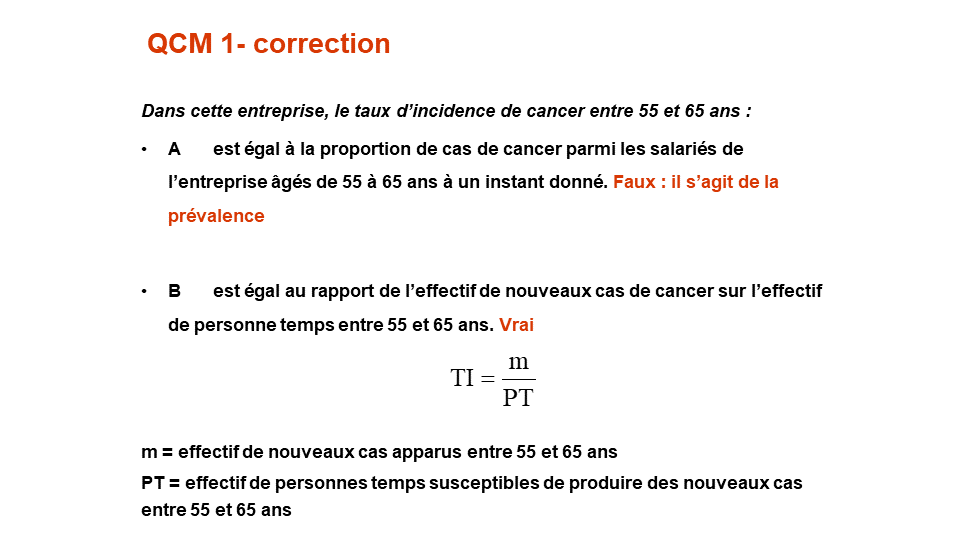 QCM 1- correction
Dans cette entreprise, le taux d’incidence de cancer entre 55 et 65 ans :
• A est égal à la proportion de cas de cancer parmi les salariés de
l’entreprise âgés de 55 à 65 ans à un instant donné. Faux : il s’agit de la
prévalence
• B est égal au rapport de l’effectif de nouveaux cas de cancer sur l’effectif
de personne temps entre 55 et 65 ans. Vrai
TI = m
PT
m = effectif de nouveaux cas apparus entre 55 et 65 ans
PT = effectif de personnes temps susceptibles de produire des nouveaux cas
entre 55 et 65 ans